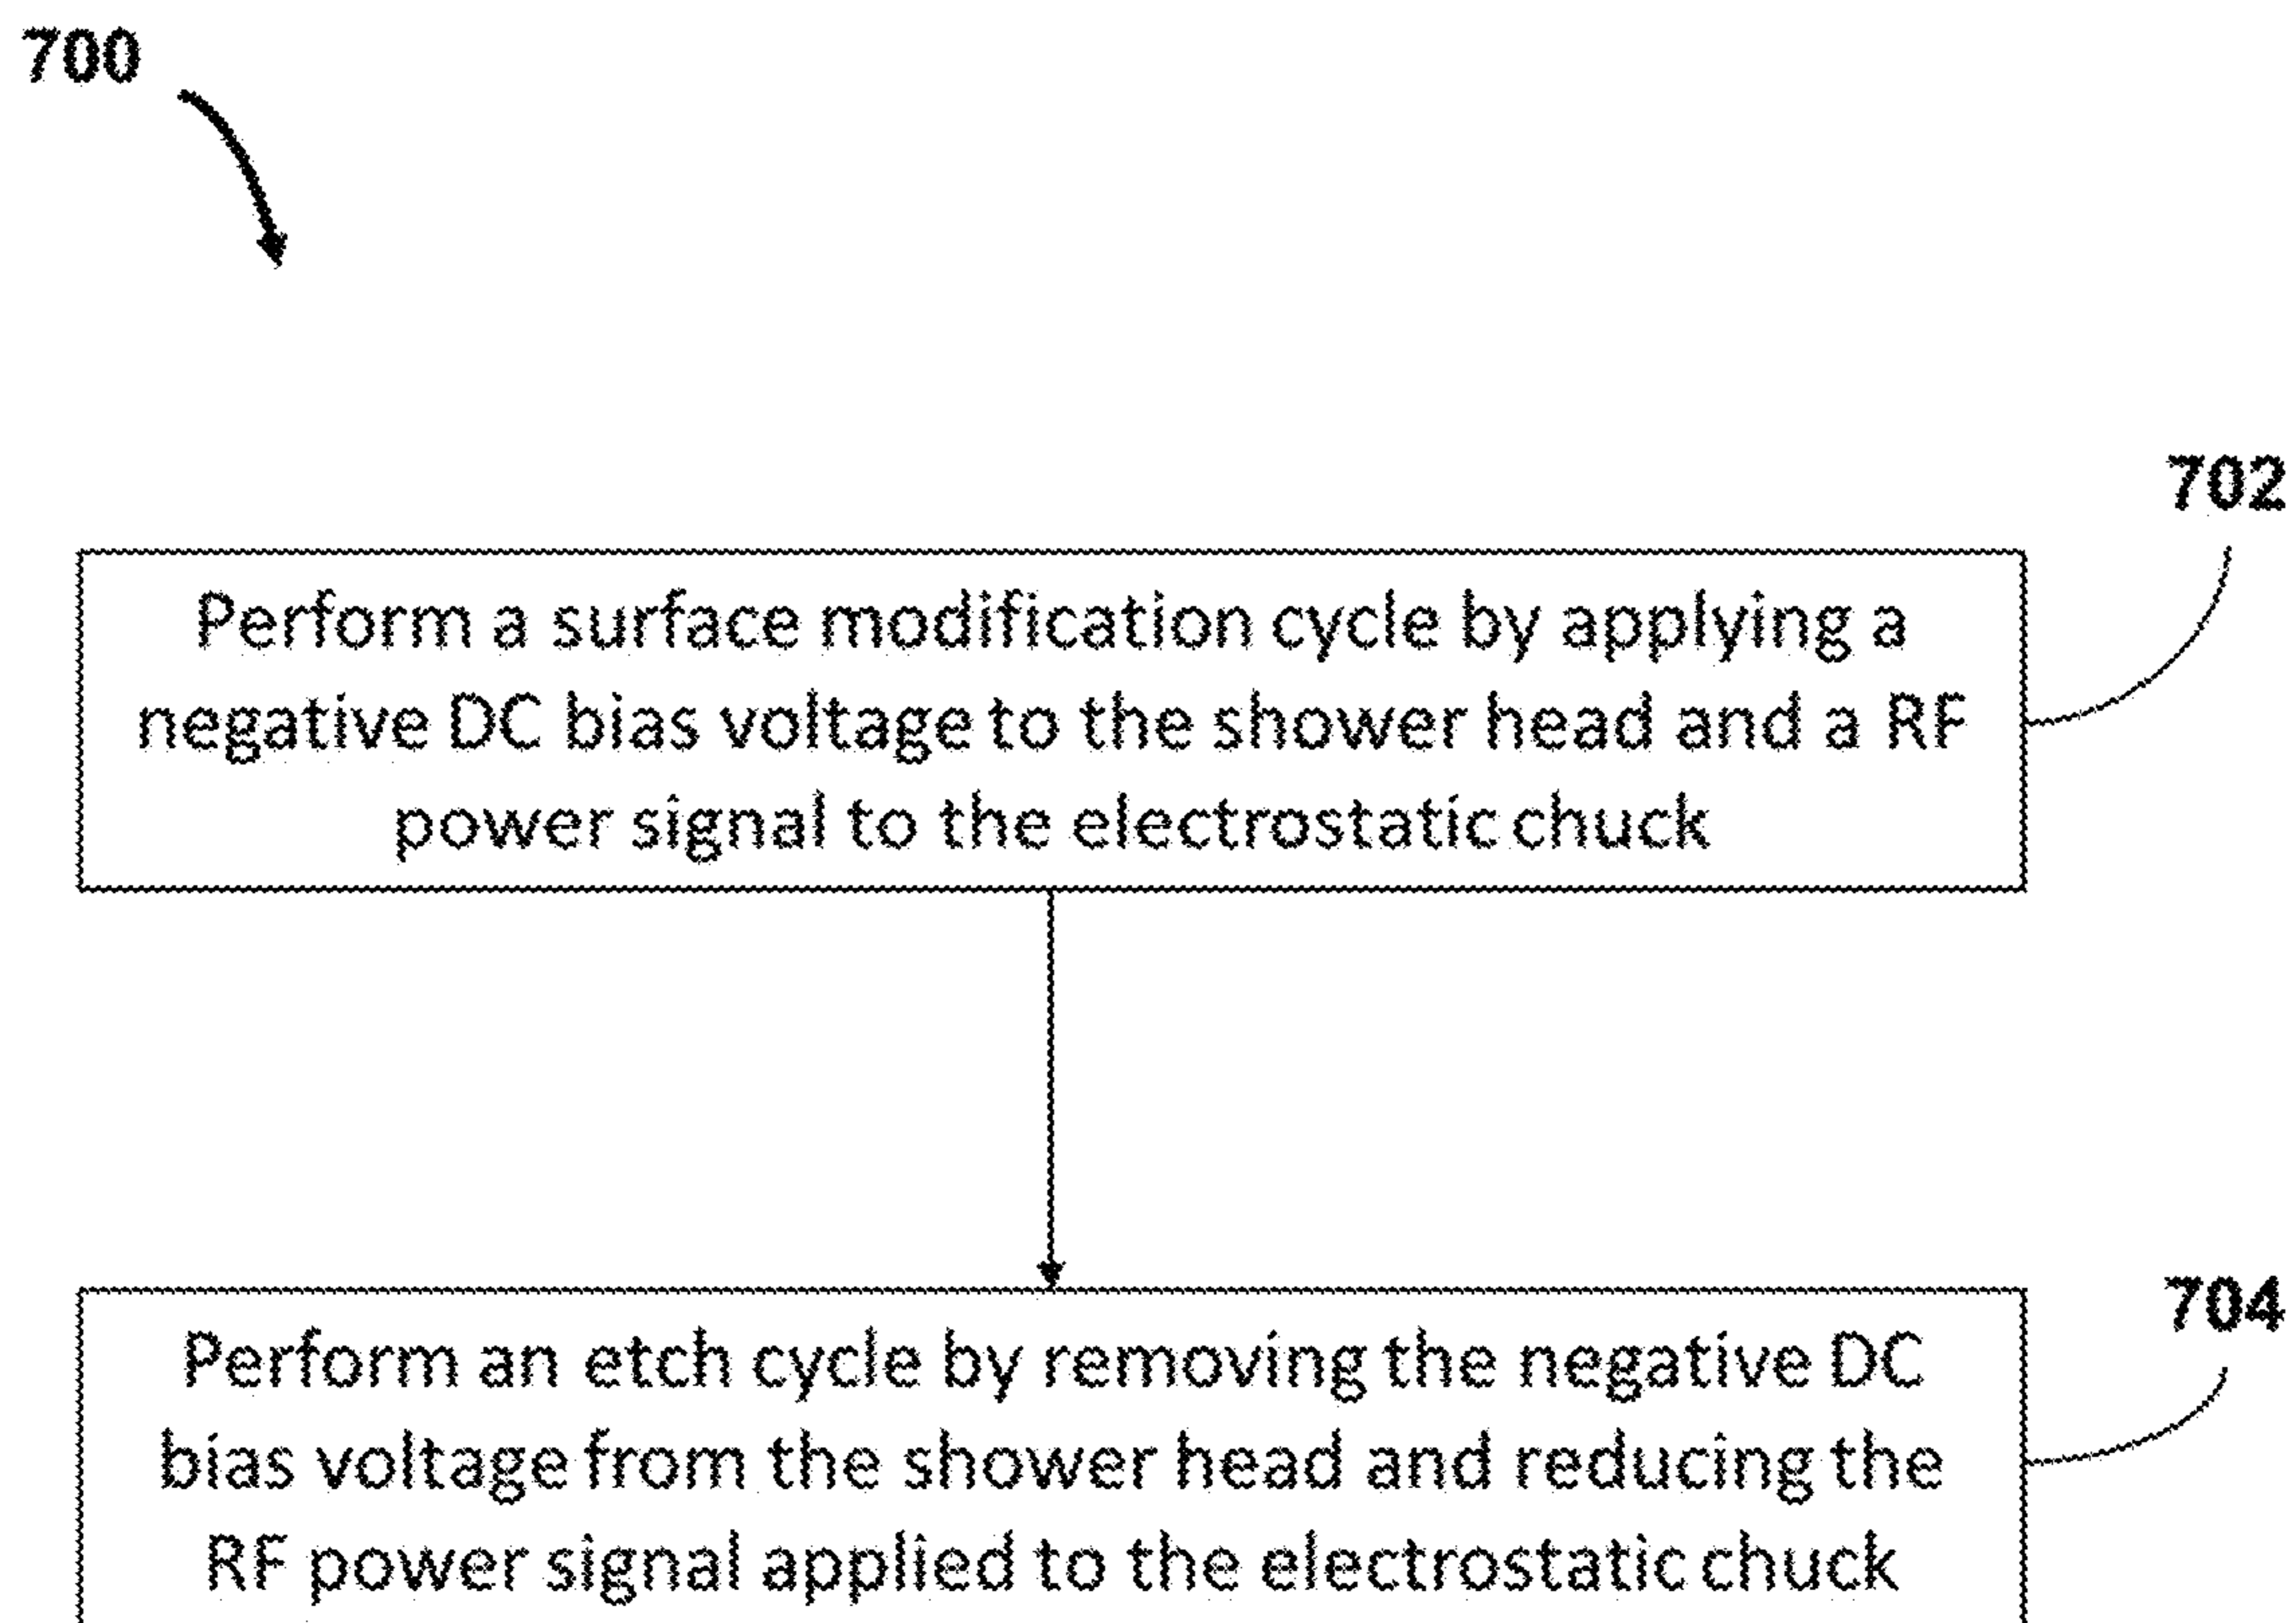 700
702
Perform a surface modification cycle by applying a
negative DC bias voltage to the shower head and a RF
power signal to the electrostatic chuck
704
Perform an etch cycle by removing the negative DC
bias voltage from the shower head and reducing the
RF power signal applied to the electrostatic chuck